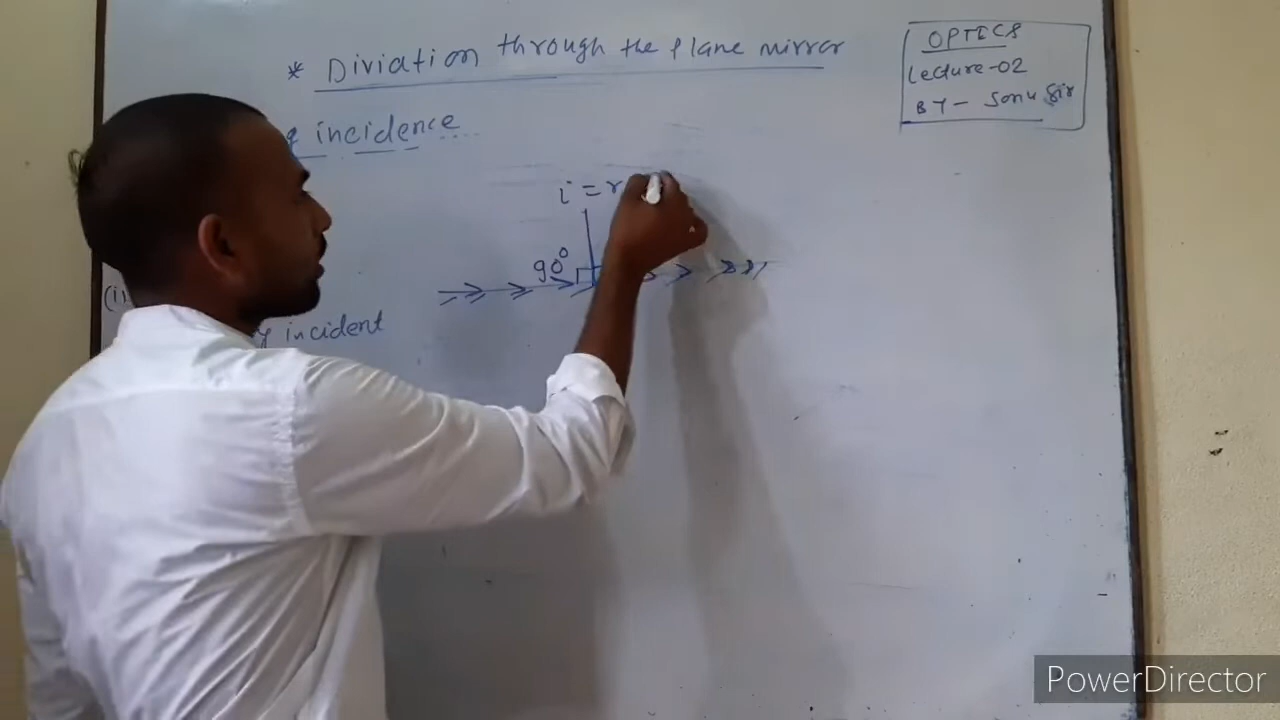 * Diviation through the plane mirror
OPTICS
Lecture-02
BY - Sonu Sir
incidence
i = r
90°
(i)
incident
PowerDirector